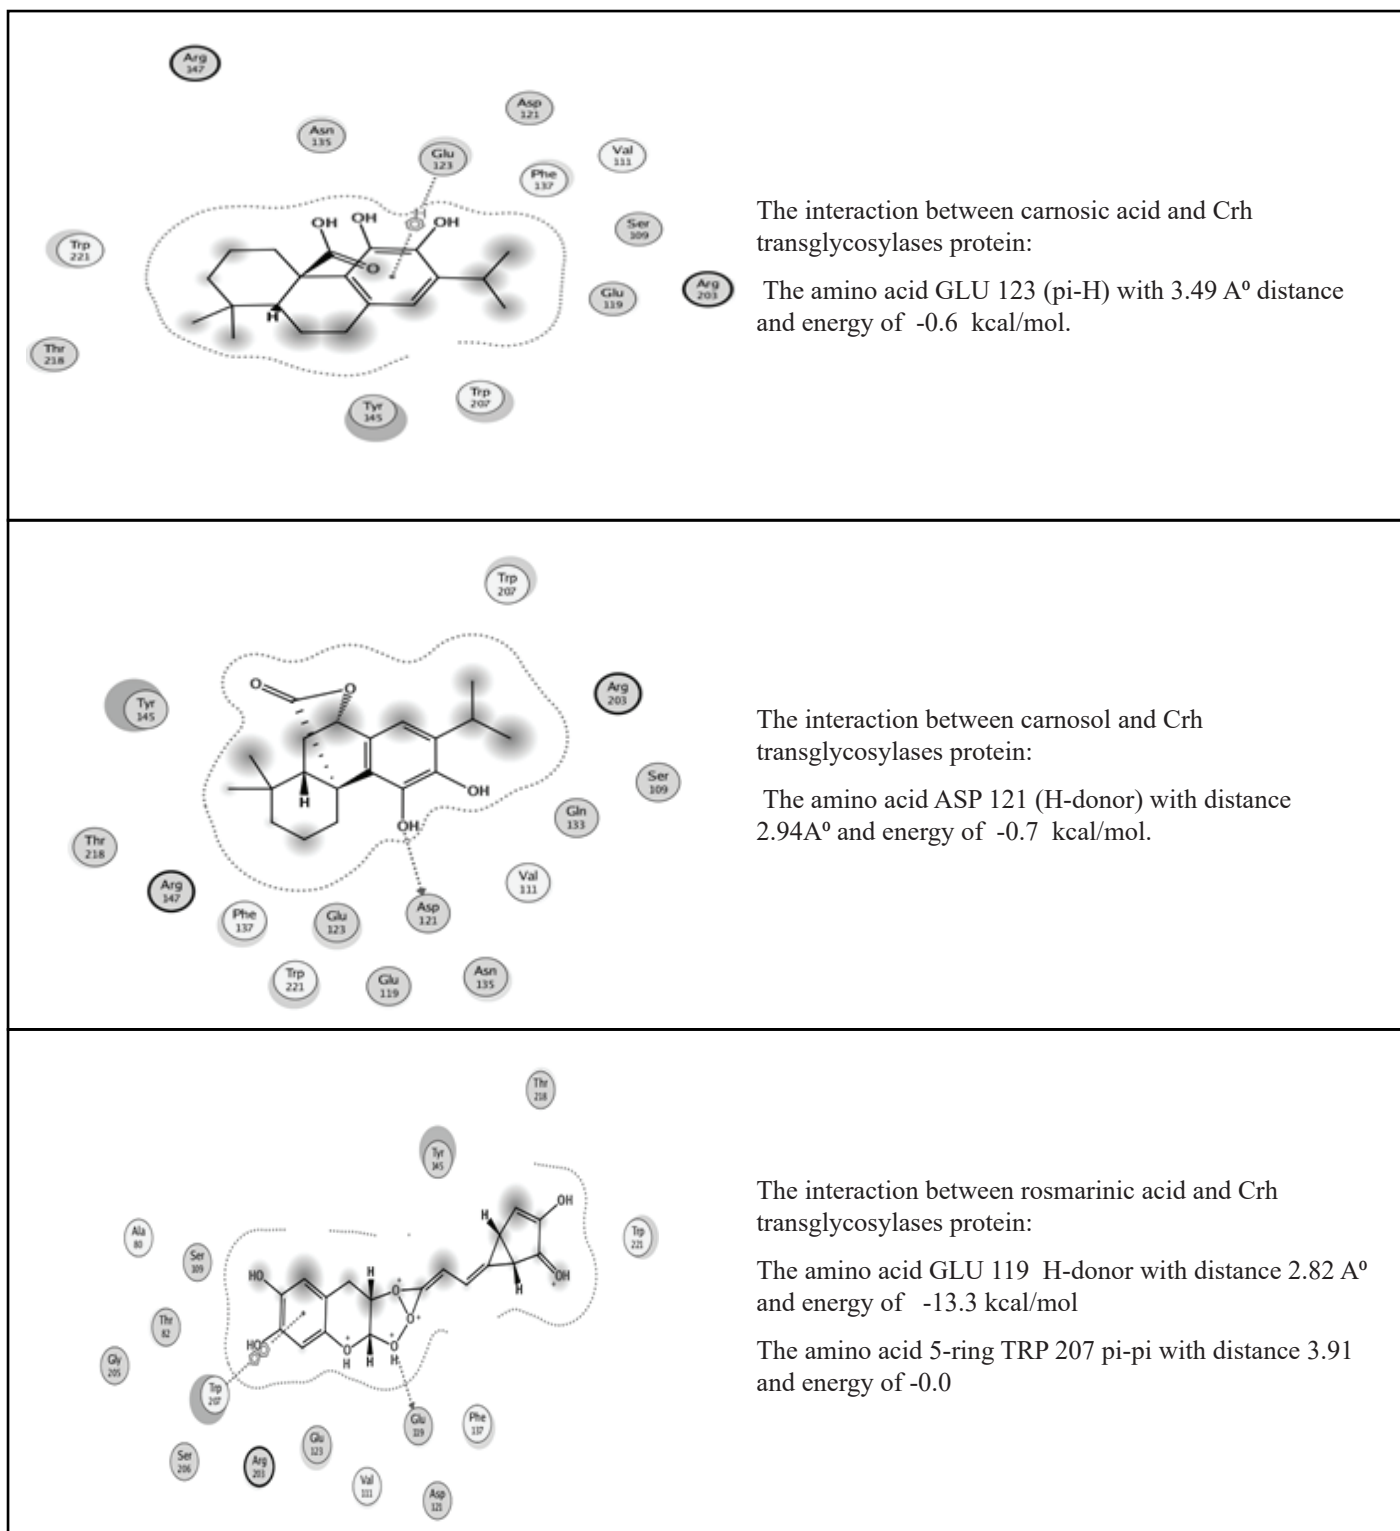 Arg
147
Asn
135
Asp
121
Glu
123
Val
111
Phe
137
Ser
109
Trp
221
Glu
119
Arg
203
Thr
218
Tyr
145
Trp
207
OH
OH
H
OH
O
H
The interaction between carnosic acid and Crh
transglycosylases protein:
The amino acid GLU 123 (pi-H) with 3.49 Aº distance
and energy of -0.6 kcal/mol.
Trp
207
Tyr
145
Arg
203
Ser
109
Gln
133
Thr
218
Arg
147
Val
111
Phe
137
Glu
123
Asp
121
Trp
221
Glu
119
Asn
135
O
O
H
OH
OH
The interaction between carnosol and Crh
transglycosylases protein:
The amino acid ASP 121 (H-donor) with distance
2.94Aº and energy of -0.7 kcal/mol.
Thr
218
Tyr
145
Ala
80
Ser
109
Trp
221
Thr
82
Gly
205
Trp
207
Glu
119
Phe
137
Ser
206
Arg
203
Glu
123
Val
111
Asp
121
OH
H
OH
H
HO
H
O
O
HO
O
H
H
O
H
The interaction between rosmarinic acid and Crh
transglycosylases protein:
The amino acid GLU 119 H-donor with distance 2.82 Aº
and energy of -13.3 kcal/mol
The amino acid 5-ring TRP 207 pi-pi with distance 3.91
and energy of -0.0